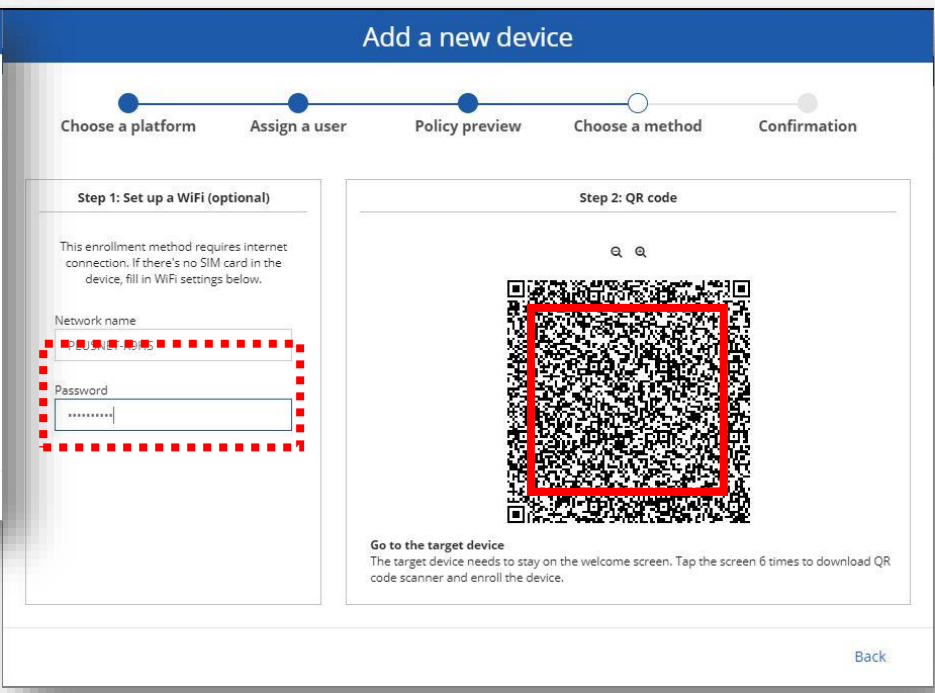 Add a new device
Choose a platform
Assign a user
Policy preview
Choose a method
Confirmation
Step 1: Set up a WiFi (optional)
This enrollment method requires internet
connection. If there's no SIM
card in the
device, fill in WiFi settings below.
Network name
Password
••••••••••
Step 2: QR code
Go to the target device
The target device needs to stay on the welcome screen. Tap the screen 6 times to download QR
code scanner and enroll the device.
Back